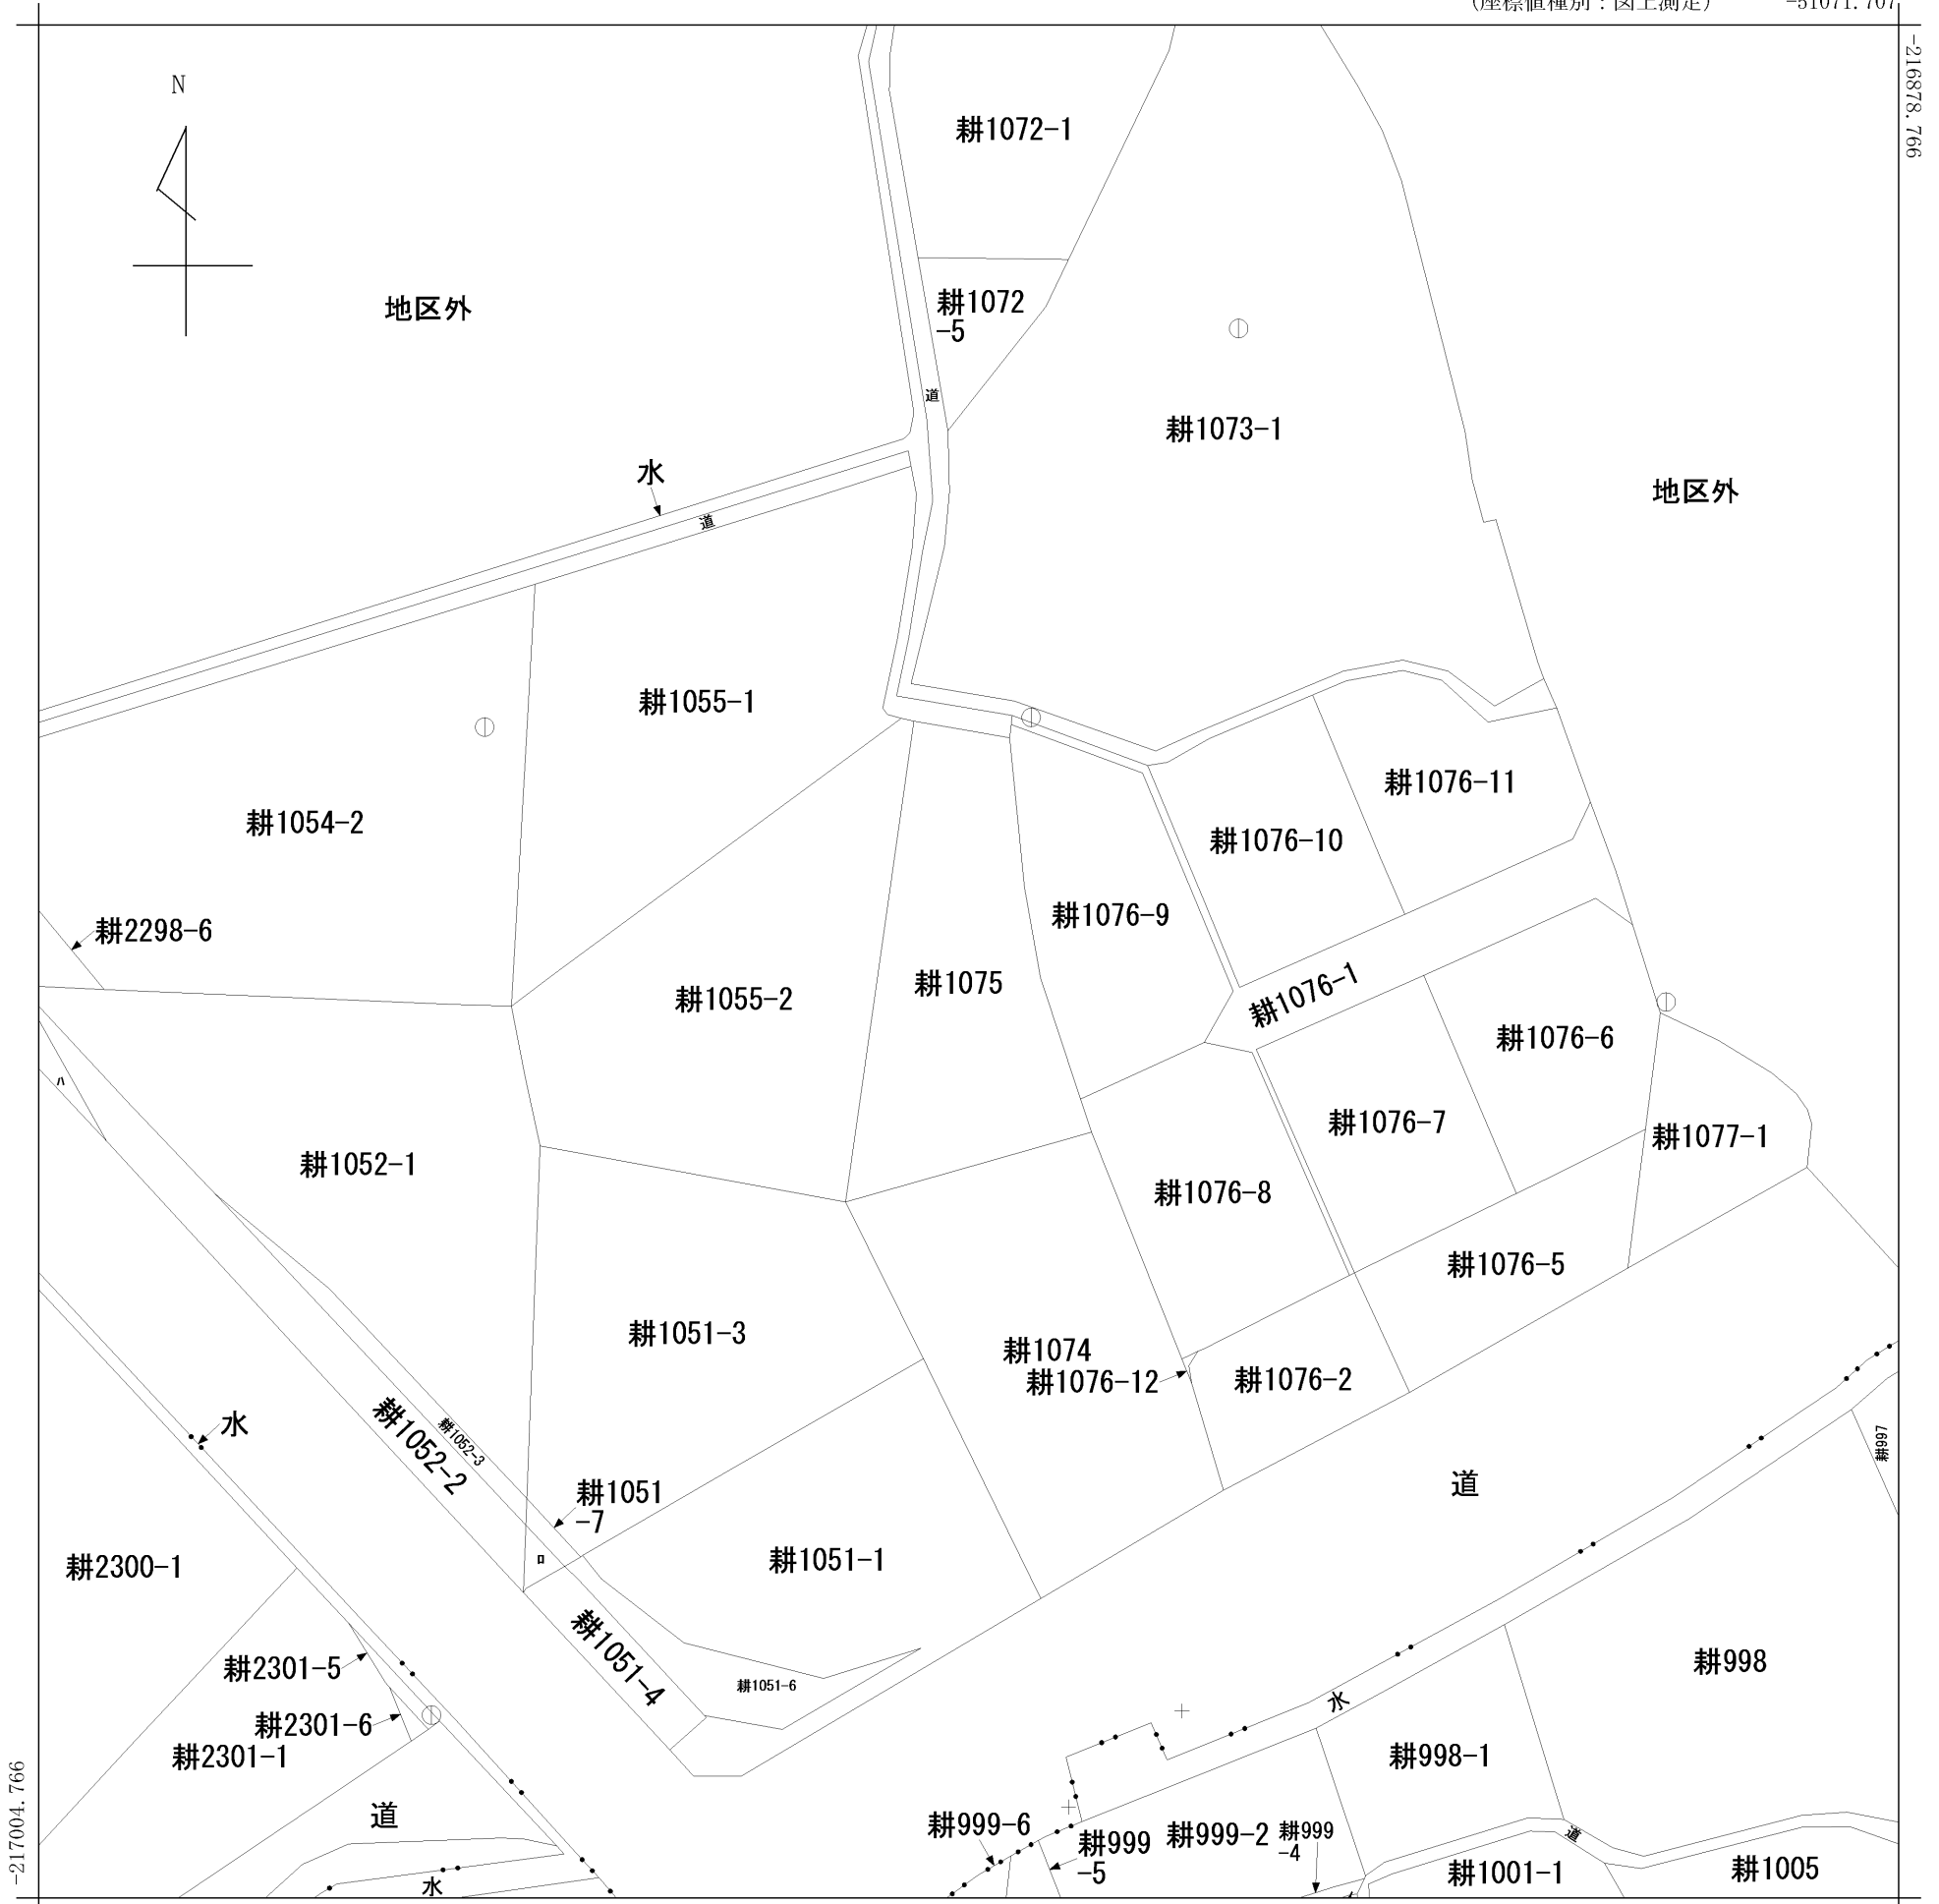 (座標値種別：図上測定)
-51071.707
-216878.766
N
耕1072-1
地区外
耕1072
-5
道
耕1073-1
水
道
地区外
耕1055-1
耕1054-2
耕1076-11
耕1076-10
耕1076-9
耕2298-6
耕1075
耕1076-1
耕1055-2
耕1076-6
ハ
耕1076-7
耕1077-1
耕1052-1
耕1076-8
耕1076-5
耕1051-3
耕1074
耕1076-12
耕1076-2
水
耕1052-2
耕1052-3
耕997
道
耕1051
-7
ロ
耕1051-1
耕2300-1
耕1051-4
耕2301-5
耕998
耕1051-6
水
耕2301-6
耕2301-1
耕998-1
-217004.766
道
耕999-6
耕999
-5
耕999-2
耕999
-4
道
耕1001-1
耕1005
水